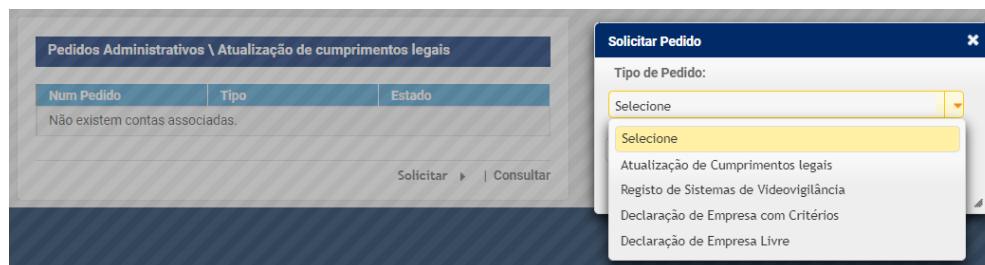 Pedidos Administrativos \ Atualização de cumprimentos legais
Num Pedido Tipo Estado
Não existem contas associadas.
Solicitar | Consultar
Solicitar Pedido
Tipo de Pedido:
Selecione
Selecione
Atualização de Cumprimentos legais
Registo de Sistemas de Videovigilância
Declaração de Empresa com Critérios
Declaração de Empresa Livre